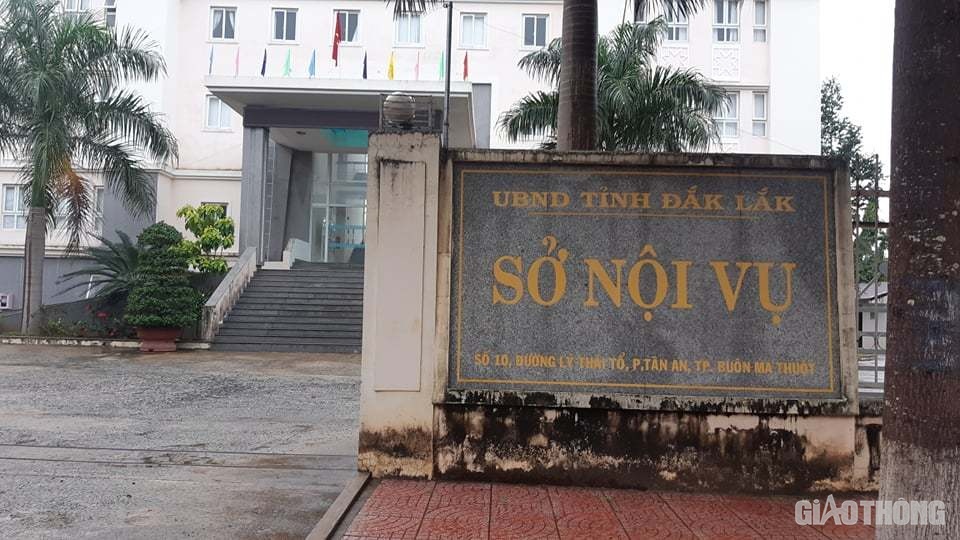 UBND TỈNH ĐẮK LẮK
SỞ NỘI VỤ
SỐ 10, ĐƯỜNG LÝ THÁI TỔ, P,TÂN AN, TP. BUÔN MA THUỘT
GIAOTHONG